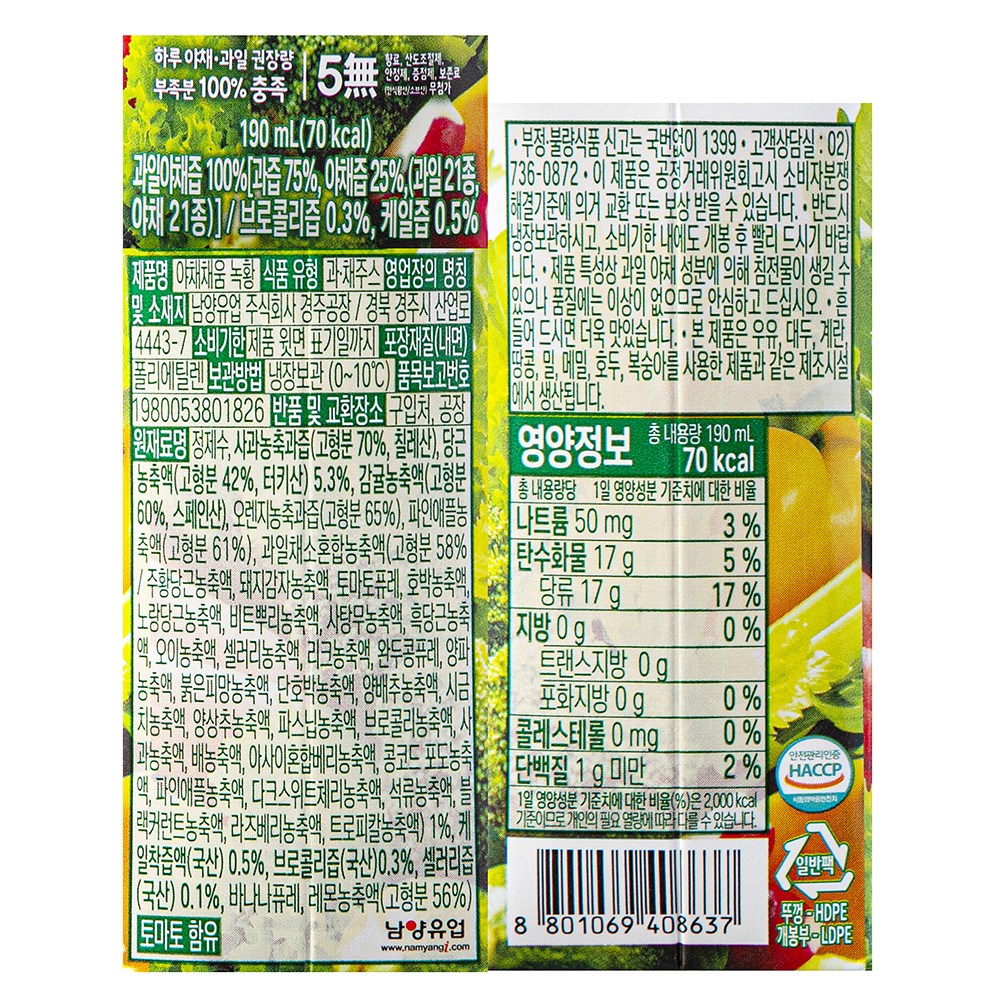 하루 야채·과일 권장량
부족분 100% 충족
5無
향료, 산도조절제,
안정제, 증점제, 보존료
(안식향산/소브산) 무첨가
190 mL(70 kcal)
과일야채즙 100%[과즙 75%, 야채즙 25%, (과일 21종,
야채 21종)] / 브로콜리즙 0.3%, 케일즙 0.5%
제품명 야채채움 녹황 식품 유형 과·채주스 영업장의 명칭
및 소재지 남양유업 주식회사 경주공장 / 경북 경주시 산업로
4443-7 소비기한 제품 윗면 표기일까지 포장재질(내면)
폴리에틸렌 보관방법 냉장보관 (0~10℃) 품목보고번호
1980053801826 반품 및 교환장소 구입처, 공장
원재료명 정제수, 사과농축과즙(고형분 70%, 칠레산), 당근
농축액(고형분 42%, 터키산) 5.3%, 감귤농축액(고형분
60%, 스페인산), 오렌지농축과즙(고형분 65%), 파인애플농
축액(고형분 61%), 과일채소혼합농축액(고형분 58%
/ 주황당근농축액, 돼지감자농축액, 토마토퓨레, 호박농축액,
노랑당근농축액, 비트뿌리농축액, 사탕무농축액, 흑당근농축
액, 오이농축액, 셀러리농축액, 리크농축액, 완두콩퓨레, 양파
농축액, 붉은피망농축액, 단호박농축액, 양배추농축액, 시금
치농축액, 양상추농축액, 파스닙농축액, 브로콜리농축액, 사
과농축액, 배농축액, 아사이혼합베리농축액, 콩코드 포도농축
액, 파인애플농축액, 다크스위트체리농축액, 석류농축액, 블
랙커런트농축액, 라즈베리농축액, 트로피칼농축액) 1%, 케
일착즙액(국산) 0.5%, 브로콜리즙(국산)0.3%, 셀러리즙
(국산) 0.1%, 바나나퓨레, 레몬농축액(고형분 56%)
토마토 함유
남양유업
www.namyangi.com
• 부정·불량식품 신고는 국번없이 1399 • 고객상담실 : 02
736-0872 • 이 제품은 공정거래위원회고시 소비자분쟁
해결기준에 의거 교환 또는 보상 받을 수 있습니다. • 반드시
냉장보관하시고, 소비기한 내에도 개봉 후 빨리 드시기 바랍
니다. • 제품 특성상 과일 야채 성분에 의해 침전물이 생길 수
있으나 품질에는 이상이 없으므로 안심하고 드십시오. • 흔
들어 드시면 더욱 맛있습니다. • 본 제품은 우유, 대두, 계란,
땅콩, 밀, 메밀, 호두, 복숭아를 사용한 제품과 같은 제조시설
에서 생산됩니다.
영양정보 총 내용량 190 mL
70 kcal
총 내용량당 1일 영양성분 기준치에 대한 비율
나트륨 50 mg 3 %
탄수화물 17 g 5 %
당류 17 g 17 %
지방 0 g 0 %
트랜스지방 0 g
포화지방 0 g 0 %
콜레스테롤 0 mg 0 %
단백질 1 g 미만 2 %
1일 영양성분 기준치에 대한 비율(%)은 2,000 kcal
기준이므로 개인의 필요 열량에 따라 다를 수 있습니다.
안전관리인증
HACCP
식품의약품안전처
일반팩
뚜껑 - HDPE
개봉부 - LDPE
8 801069 408637